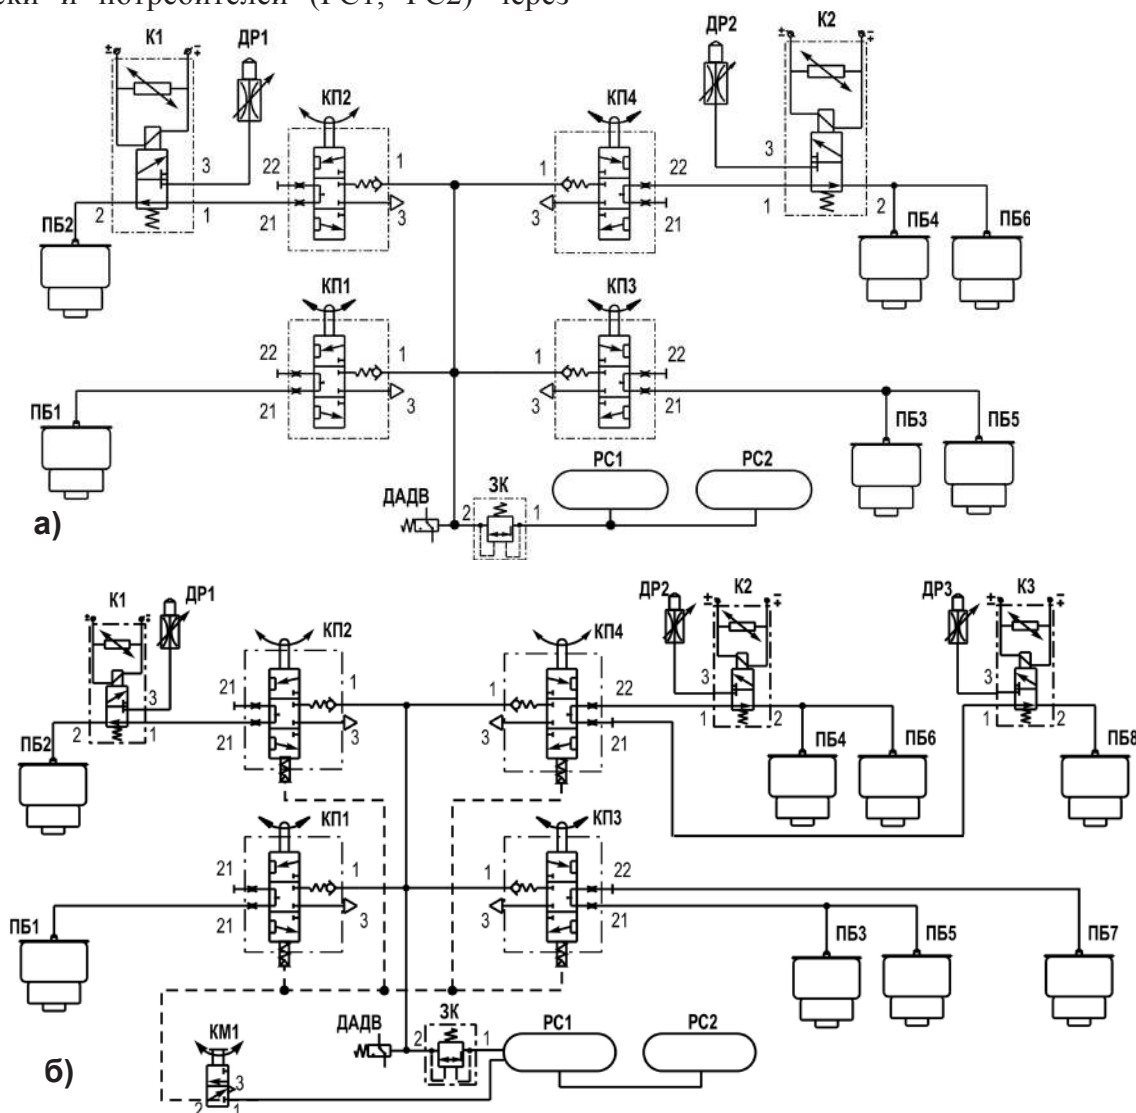 ски и потребителей (РС1, РС2) через
К1 ДР1 КП2 КП4 ДР2 К2
± ∓ ± ∓
3 22 1 1 22 3
ПБ2 2 1 21 3 3 21 1 2 ПБ4 ПБ6
КП1 КП3
22 1 1 22
ПБ1 21 3 3 21 ПБ3 ПБ5
РС1 РС2
ЗК
ДАДВ 2 1
а)
К1 ДР1 КП2 КП4 ДР2 К2 ДР3 К3
± ∓ ± ∓ ± ∓
3 21 1 1 22 3 3
ПБ2 2 1 21 3 3 21 1 2 ПБ4 ПБ6 1 2 ПБ8
КП1 КП3
21 1 1 22
ПБ1 21 3 3 21 ПБ3 ПБ5 ПБ7
ЗК
ДАДВ 2 1 РС1 РС2
КМ1
б)
3
2 1